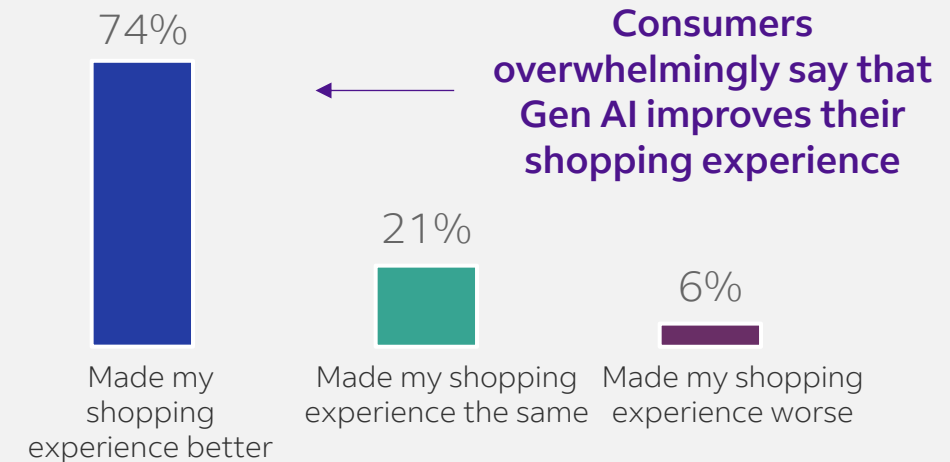 74%
Consumers
overwhelmingly say that
Gen AI improves their
shopping experience
21%
6%
Made my
shopping
experience better
Made my shopping
experience the same
Made my shopping
experience worse